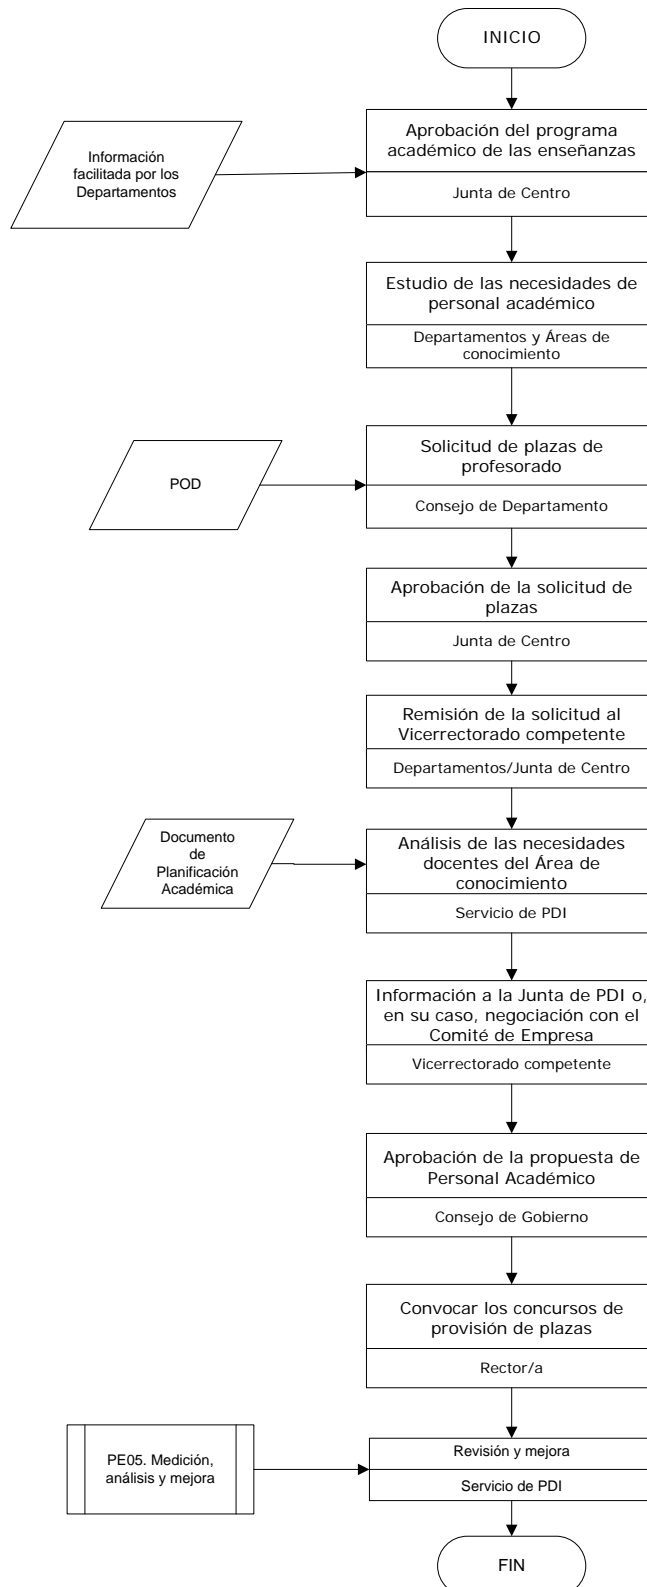 INICIO
Aprobación del programa
académico de las enseñanzas
Junta de Centro
Información
facilitada por los
Departamentos
Estudio de las necesidades de
personal académico
Departamentos y Áreas de
conocimiento
Solicitud de plazas de
profesorado
Consejo de Departamento
POD
Aprobación de la solicitud de
plazas
Junta de Centro
Remisión de la solicitud al
Vicerrectorado competente
Departamentos/Junta de Centro
Documento
de
Planificación
Académica
Análisis de las necesidades
docentes del Área de
conocimiento
Servicio de PDI
Información a la Junta de PDI o,
en su caso, negociación con el
Comité de Empresa
Vicerrectorado competente
Aprobación de la propuesta de
Personal Académico
Consejo de Gobierno
Convocar los concursos de
provisión de plazas
Rector/a
PE05. Medición,
análisis y mejora
Revisión y mejora
Servicio de PDI
FIN